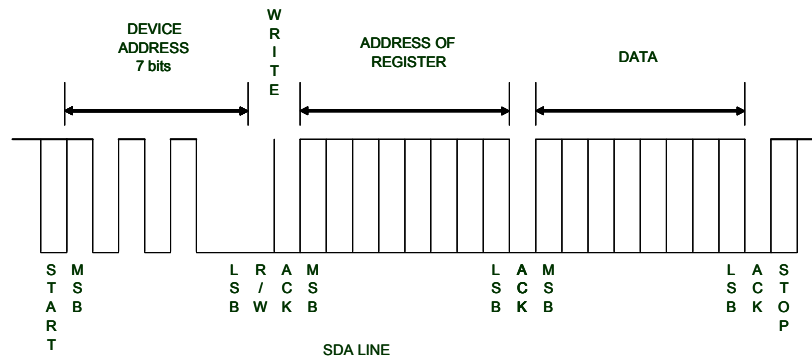 DEVICE
ADDRESS
7 bits
WRITE
ADDRESS OF
REGISTER
DATA
START
MSB
LSB
R/W
ACK
MSB
LSB
ACK
MSB
LSB
ACK
STOP
SDA LINE